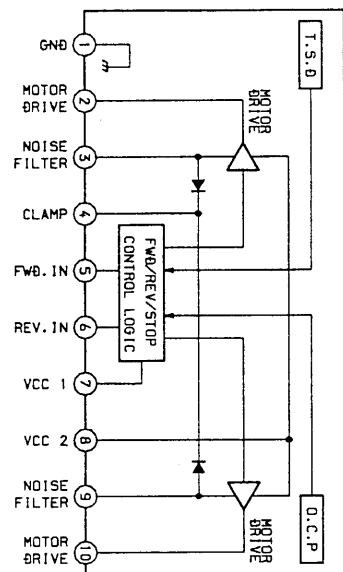 GND
1
T.S.D
MOTOR
DRIVE
2
MOTOR
DRIVE
NOISE
FILTER
3
CLAMP
4
FWD.IN
5
FWD/REV/STOP
CONTROL LOGIC
REV.IN
6
VCC 1
7
VCC 2
8
NOISE
FILTER
9
MOTOR
DRIVE
O.C.P
MOTOR
DRIVE
10